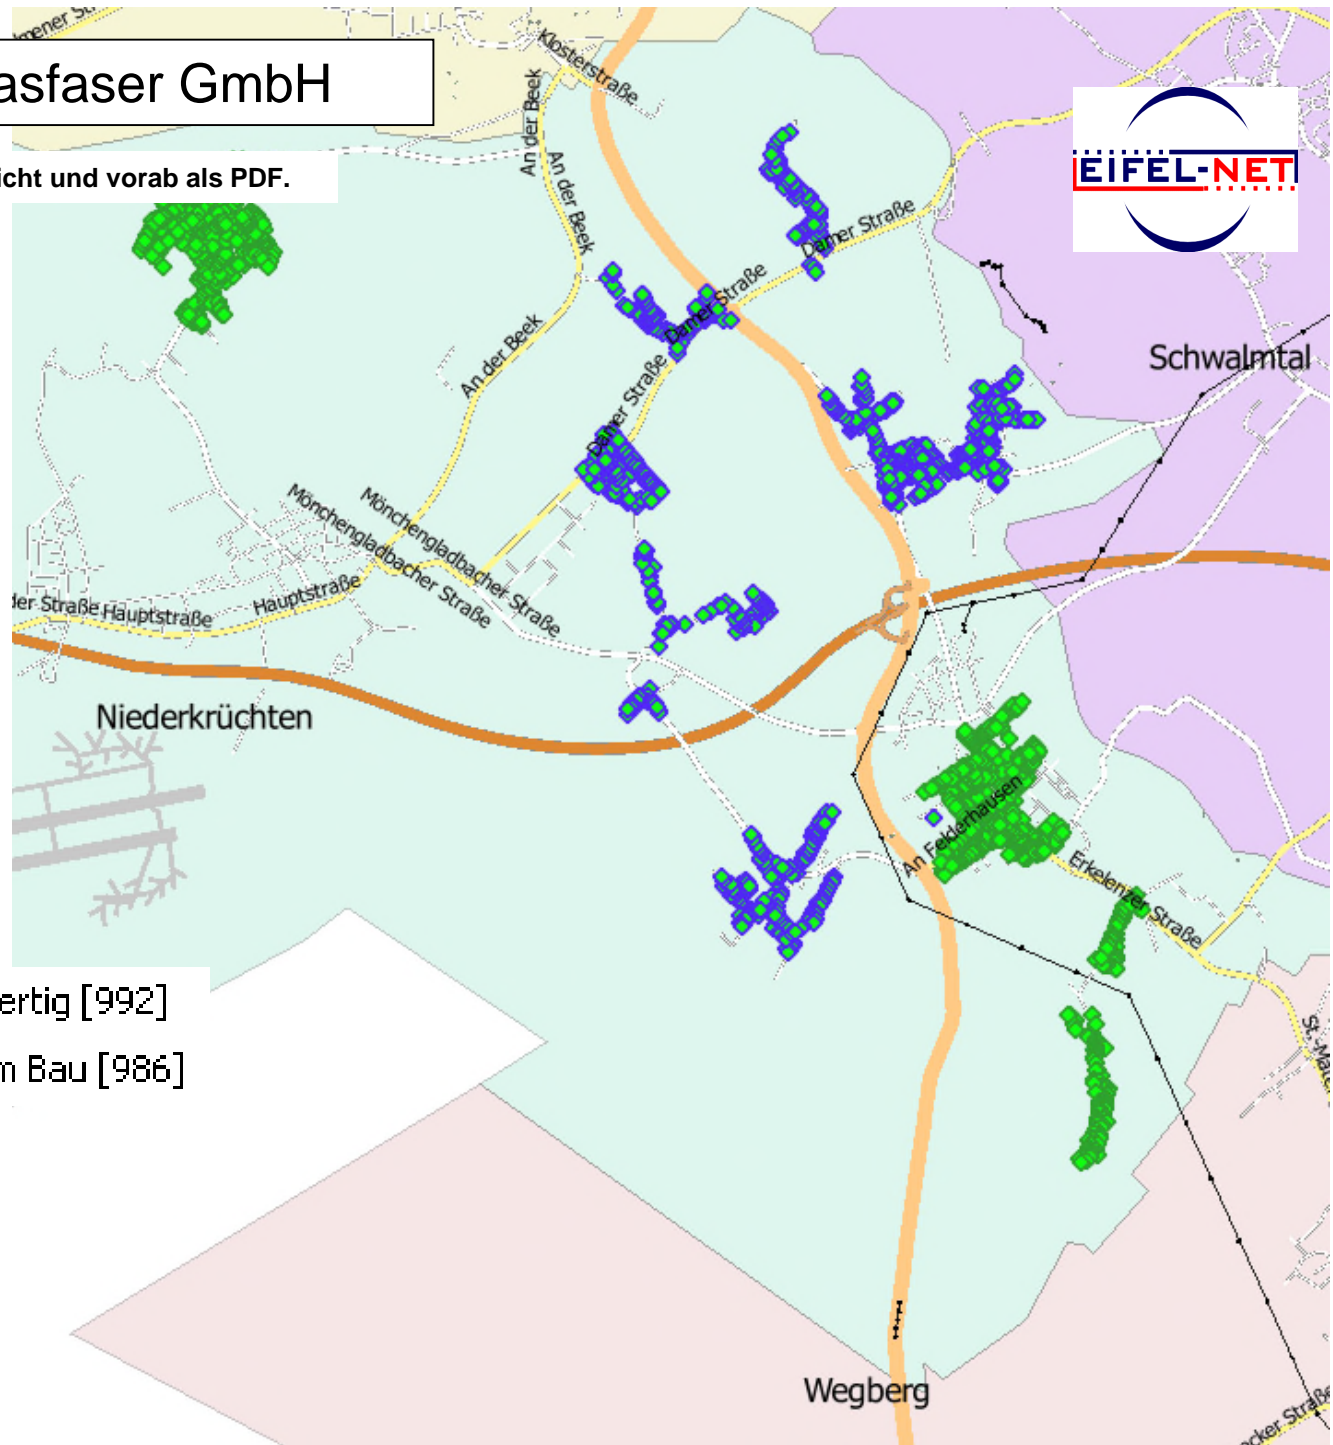 asfaser GmbH
icht und vorab als PDF.
EIFEL-NET
Klosterstraße
An der Beek
An der Beek
An der Beek
Damer Straße
Damer Straße
Damer Straße
Schwalmtal
Mönchengladbacher Straße
Mönchengladbacher Straße
der Straße
Hauptstraße
Hauptstraße
Niederkrüchten
An Felderhausen
Erkelenzer Straße
ertig [992]
m Bau [986]
Wegberg